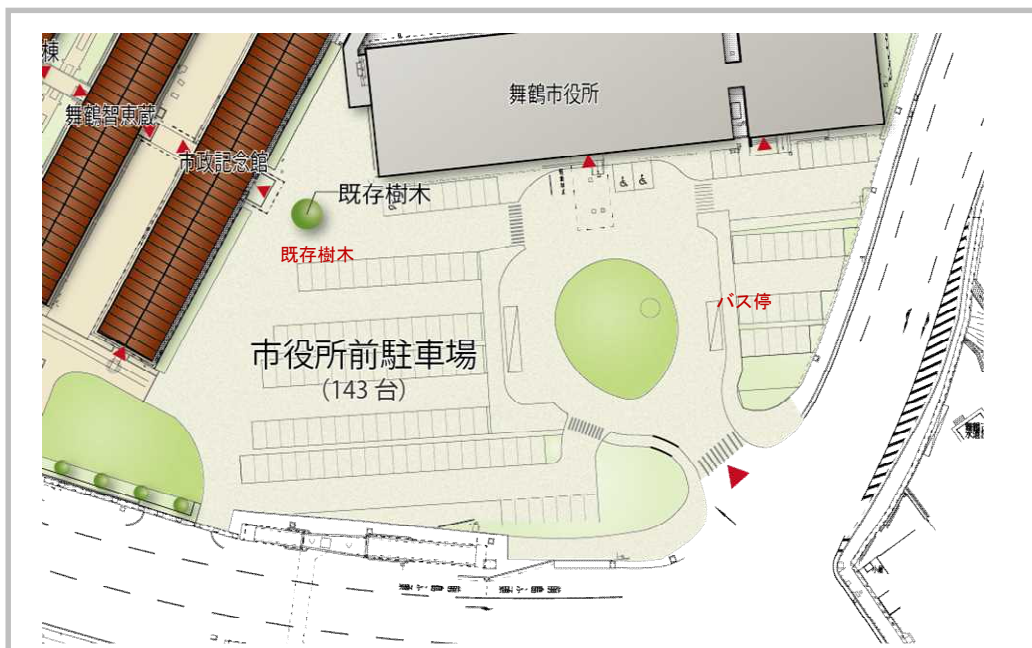 棟
舞鶴智恵蔵
市政記念館
舞鶴市役所
既存樹木
既存樹木
バス停
市役所前駐車場
(143 台)